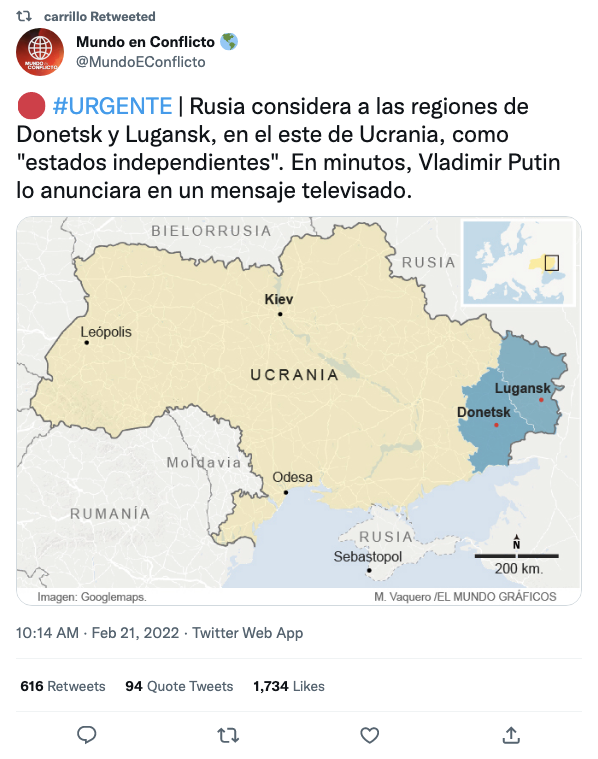 carrillo Retweeted
Mundo en Conflicto
@MundoEConflicto
MUNDO
CONFLICTO
#URGENTE | Rusia considera a las regiones de
Donetsk y Lugansk, en el este de Ucrania, como
"estados independientes". En minutos, Vladimir Putin
lo anunciara en un mensaje televisado.
BIELORRUSIA
RUSIA
Kiev
Leópolis
UCRANIA
Lugansk
Donetsk
Moldavia
Odesa
RUMANÍA
RUSIA
Sebastopol
N
200 km.
Imagen: Googlemaps.
M. Vaquero /EL MUNDO GRÁFICOS
10:14 AM · Feb 21, 2022 · Twitter Web App
616 Retweets 94 Quote Tweets 1,734 Likes